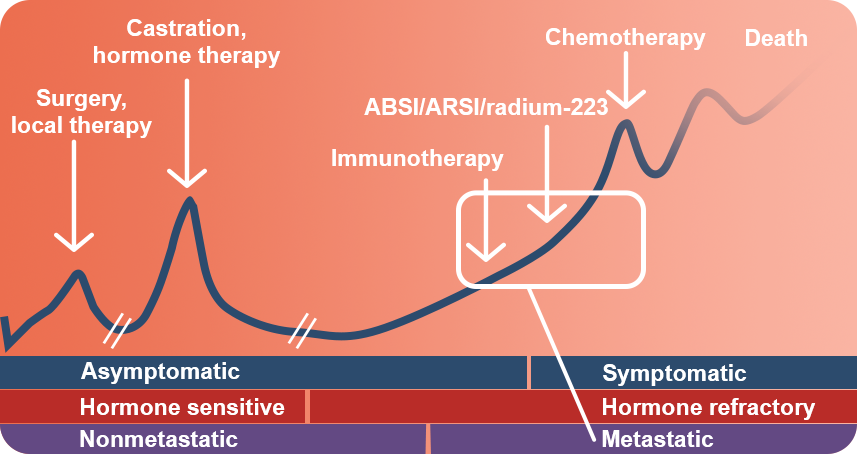 Castration,
hormone therapy
Chemotherapy
Death
Surgery,
local therapy
ABSI/ARSI/radium-223
Immunotherapy
Asymptomatic
Symptomatic
Hormone sensitive
Hormone refractory
Nonmetastatic
Metastatic